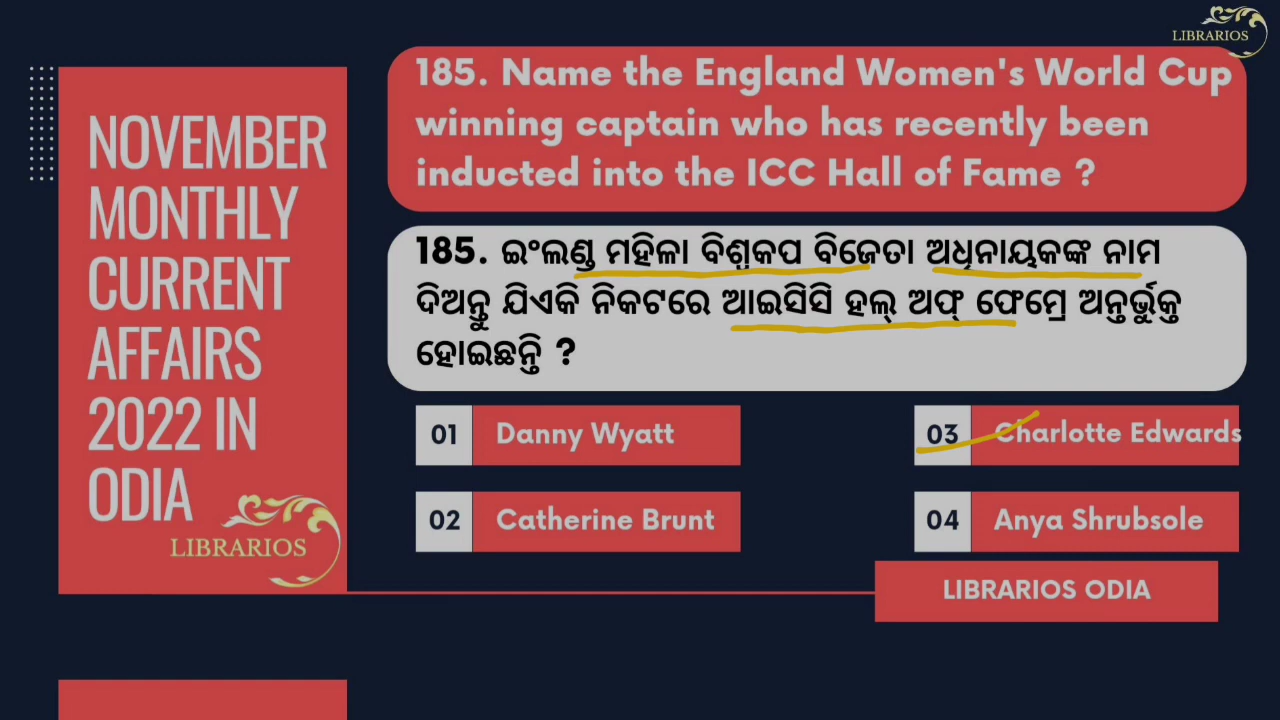 LIBRARIOS
NOVEMBER
MONTHLY
CURRENT
AFFAIRS
2022 IN
ODIA
LIBRARIOS
185. Name the England Women's World Cup
winning captain who has recently been
inducted into the ICC Hall of Fame ?
185. ଇଂଲଣ୍ଡ ମହିଳା ବିଶ୍ୱକପ ବିଜେତା ଅଧିନାୟକଙ୍କ ନାମ
ଦିଅନ୍ତୁ ଯିଏକି ନିକଟରେ ଆଇସିସି ହଲ୍ ଅଫ୍ ଫେମ୍ରେ ଅନ୍ତର୍ଭୁକ୍ତ
ହୋଇଛନ୍ତି ?
01 Danny Wyatt
03 Charlotte Edwards
02 Catherine Brunt
04 Anya Shrubsole
LIBRARIOS ODIA